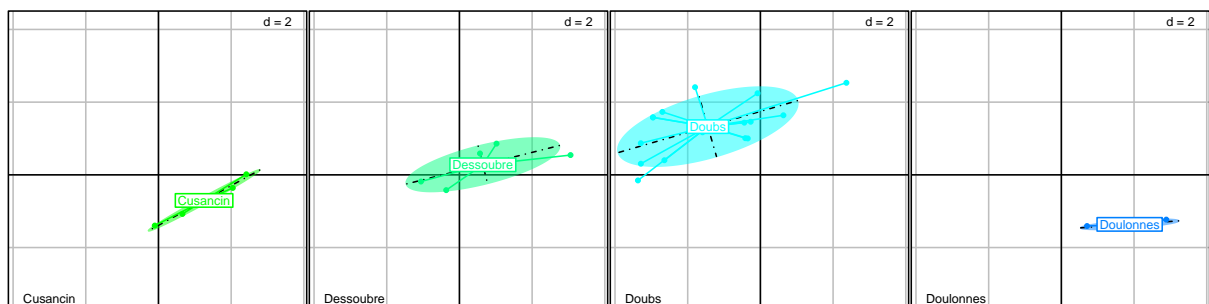 d = 2
Cusancin
Cusancin
d = 2
Dessoubre
Dessoubre
d = 2
Doubs
Doubs
d = 2
Doulonnes
Doulonnes